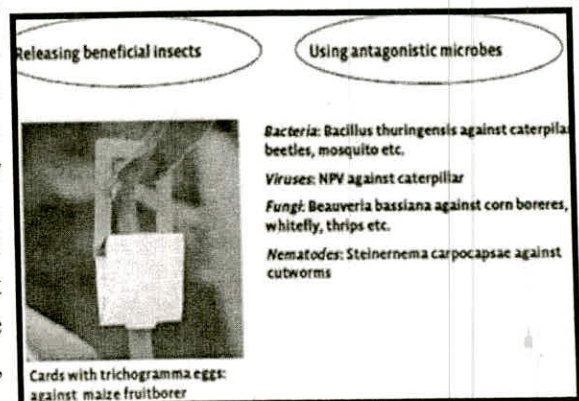 Releasing beneficial insects
Using antagonistic microbes
Bacteria: Bacillus thuringensis against caterpilar
beetles, mosquito etc.
Viruses: NPV against caterpillar
Fungi: Beauveria bassiana against corn boreres,
whitefly, thrips etc.
Nematodes: Steinernema carpocapsae against
cutworms
Cards with trichogramma eggs:
against maize fruitborer